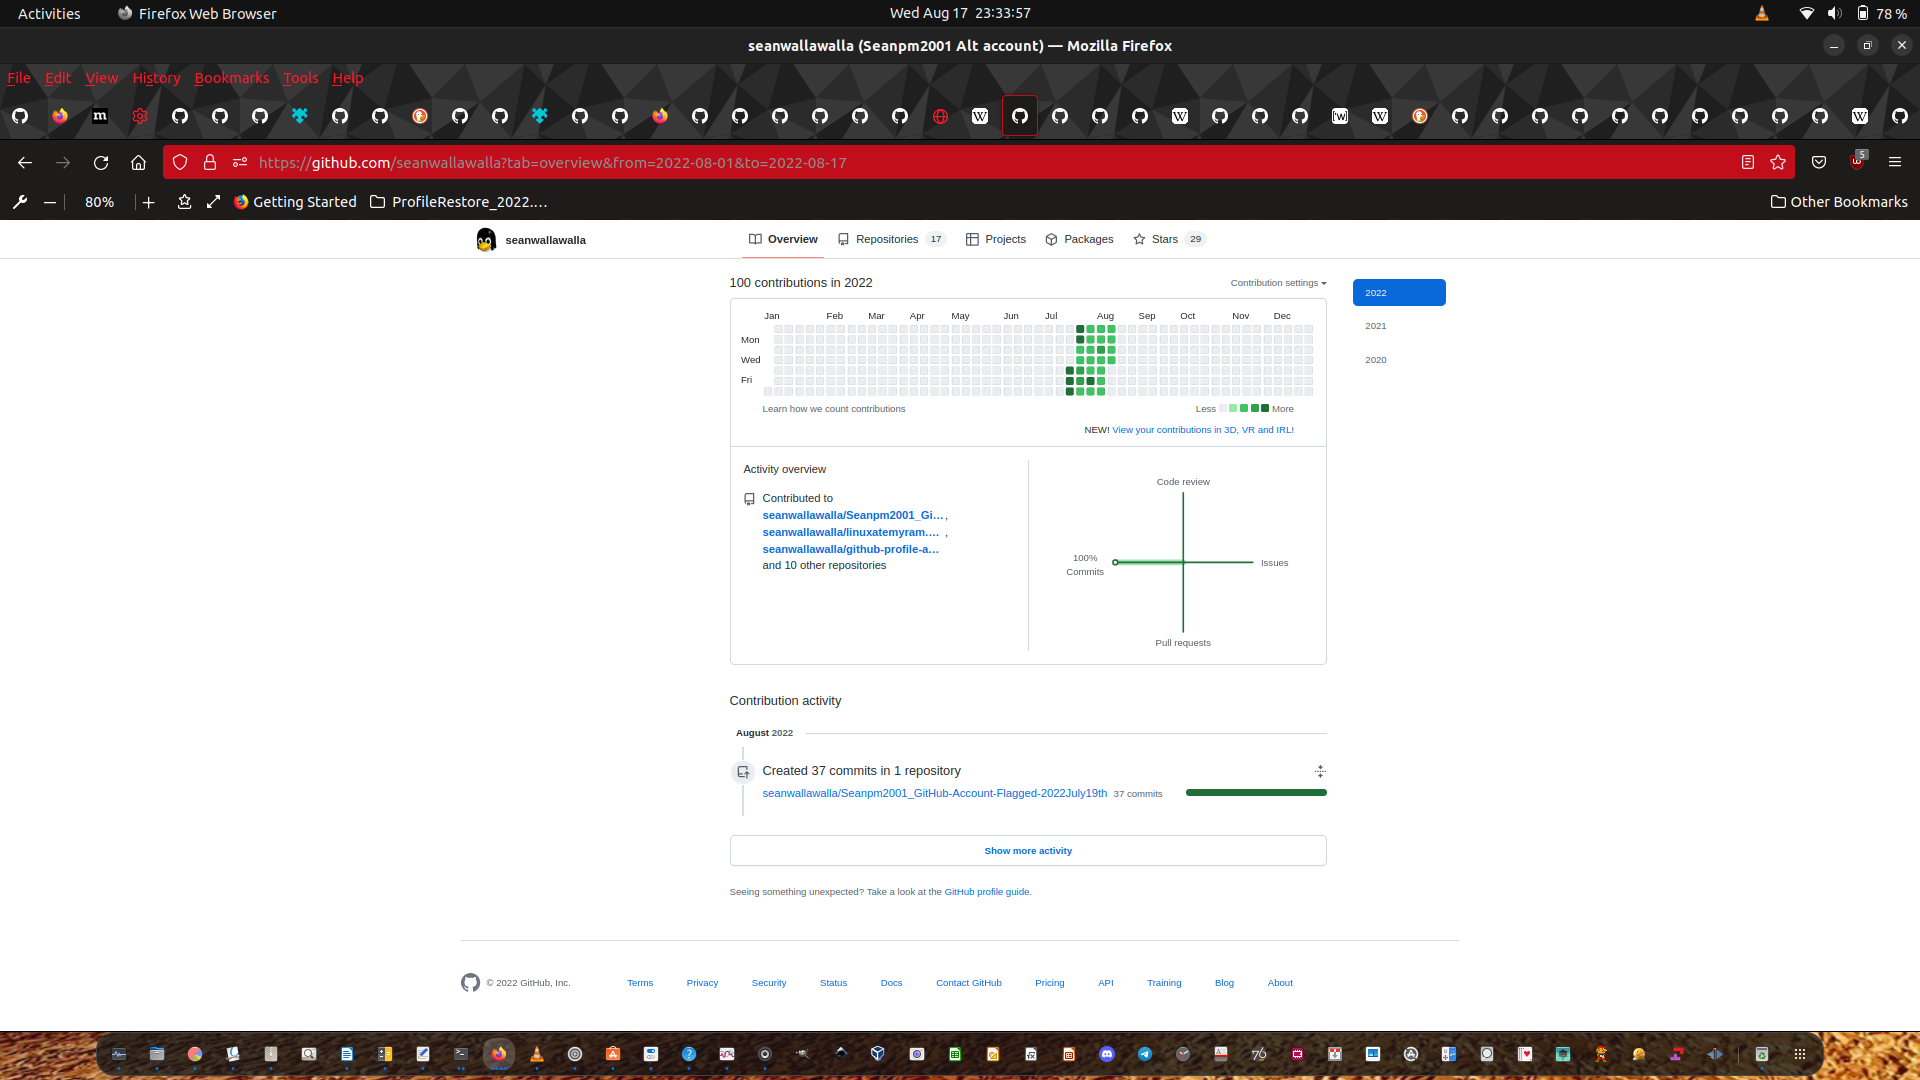 Activities Firefox Web Browser Wed Aug 17 23:33:57 78 %
seanwallawalla (Seanpm2001 Alt account) — Mozilla Firefox
File Edit View History Bookmarks Tools Help
https://github.com/seanwallawalla?tab=overview&from=2022-08-01&to=2022-08-17 5
80% Getting Started ProfileRestore_2022.… Other Bookmarks
seanwallawalla Overview Repositories 17 Projects Packages Stars 29
100 contributions in 2022 Contribution settings
2022
2021
2020
Jan Feb Mar Apr May Jun Jul Aug Sep Oct Nov Dec
Mon
Wed
Fri
Learn how we count contributions Less More
NEW! View your contributions in 3D, VR and IRL!
Activity overview
Contributed to
seanwallawalla/Seanpm2001_Gi… ,
seanwallawalla/linuxatemyram.… ,
seanwallawalla/github-profile-a…
and 10 other repositories
Code review
100%
Commits
Issues
Pull requests
Contribution activity
August 2022
Created 37 commits in 1 repository
seanwallawalla/Seanpm2001_GitHub-Account-Flagged-2022July19th 37 commits
Show more activity
Seeing something unexpected? Take a look at the GitHub profile guide.
© 2022 GitHub, Inc. Terms Privacy Security Status Docs Contact GitHub Pricing API Training Blog About